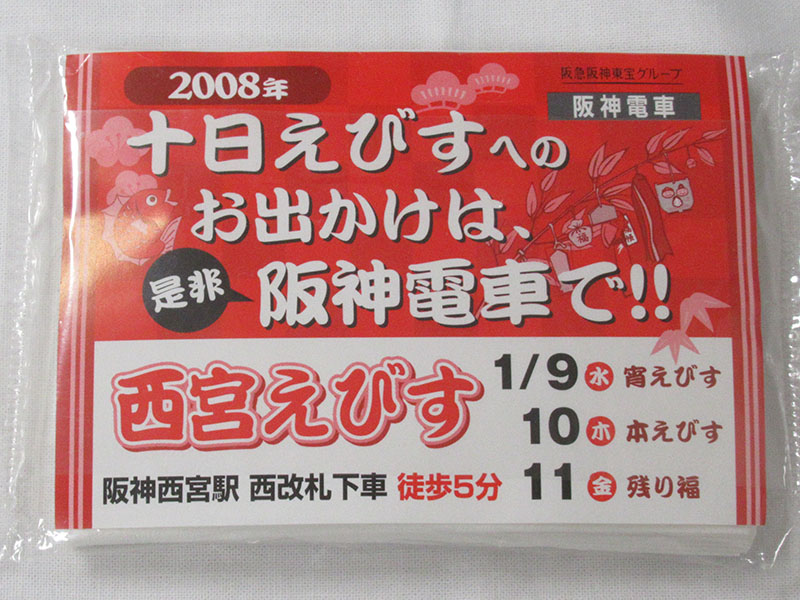 2008年
阪急阪神東宝グループ
阪神電車
十日えびすへの
お出かけは、
是非 阪神電車で!!
西宮えびす
1/9 水 宵えびす
10 木 本えびす
11 金 残り福
阪神西宮駅 西改札下車 徒歩5分